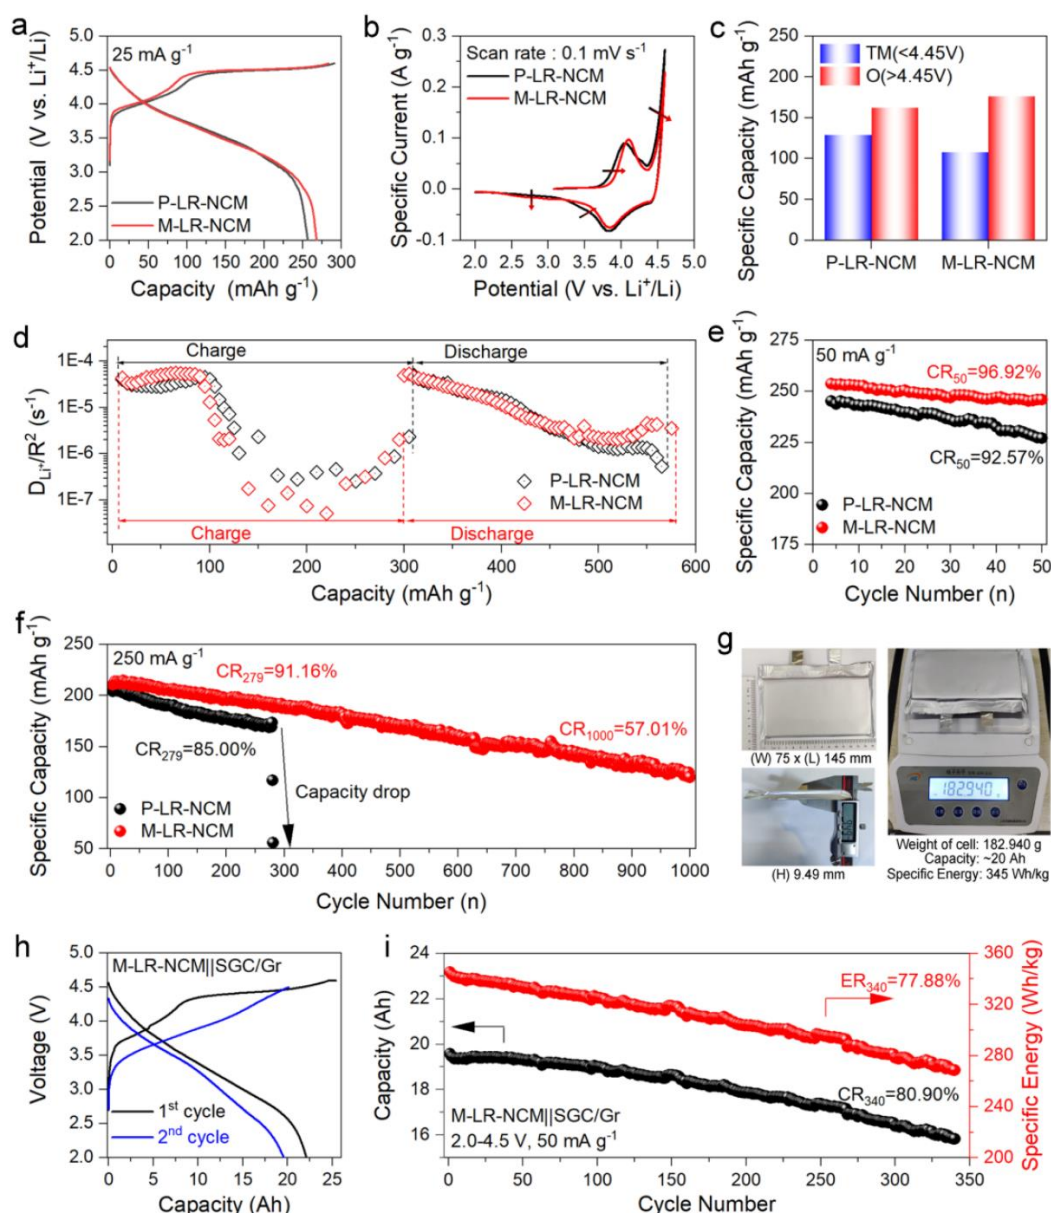 a
25 mA g⁻¹
P-LR-NCM
M-LR-NCM
Potential (V vs. Li⁺/Li)
5.0
4.5
4.0
3.5
3.0
2.5
2.0
0 50 100 150 200 250 300
Capacity (mAh g⁻¹)
b
Scan rate : 0.1 mV s⁻¹
P-LR-NCM
M-LR-NCM
Specific Current (A g⁻¹)
0.3
0.2
0.1
0.0
-0.1
2.0 2.5 3.0 3.5 4.0 4.5 5.0
Potential (V vs. Li⁺/Li)
c
TM(<4.45V)
O(>4.45V)
Specific Capacity (mAh g⁻¹)
250
200
150
100
50
0
P-LR-NCM M-LR-NCM
d
Charge Discharge
D_Li⁺/R² (s⁻¹)
1E-4
1E-5
1E-6
1E-7
P-LR-NCM
M-LR-NCM
Charge Discharge
0 100 200 300 400 500 600
Capacity (mAh g⁻¹)
e
50 mA g⁻¹
CR₅₀=96.92%
CR₅₀=92.57%
P-LR-NCM
M-LR-NCM
Specific Capacity (mAh g⁻¹)
275
250
225
200
175
0 10 20 30 40 50
Cycle Number (n)
f
250 mA g⁻¹
CR₂₇₉=91.16%
CR₁₀₀₀=57.01%
CR₂₇₉=85.00%
Capacity drop
P-LR-NCM
M-LR-NCM
Specific Capacity (mAh g⁻¹)
250
200
150
100
50
0 100 200 300 400 500 600 700 800 900 1000
Cycle Number (n)
g
(W) 75 x (L) 145 mm
(H) 9.49 mm
182.940
Weight of cell: 182.940 g
Capacity: ~20 Ah
Specific Energy: 345 Wh/kg
h
M-LR-NCM||SGC/Gr
1ˢᵗ cycle
2ⁿᵈ cycle
Voltage (V)
5.0
4.5
4.0
3.5
3.0
2.5
2.0
0 5 10 15 20 25
Capacity (Ah)
i
ER₃₄₀=77.88%
CR₃₄₀=80.90%
M-LR-NCM||SGC/Gr
2.0-4.5 V, 50 mA g⁻¹
Capacity (Ah)
24
23
22
21
20
19
18
17
16
Specific Energy (Wh/kg)
360
320
280
240
200
0 50 100 150 200 250 300 350
Cycle Number